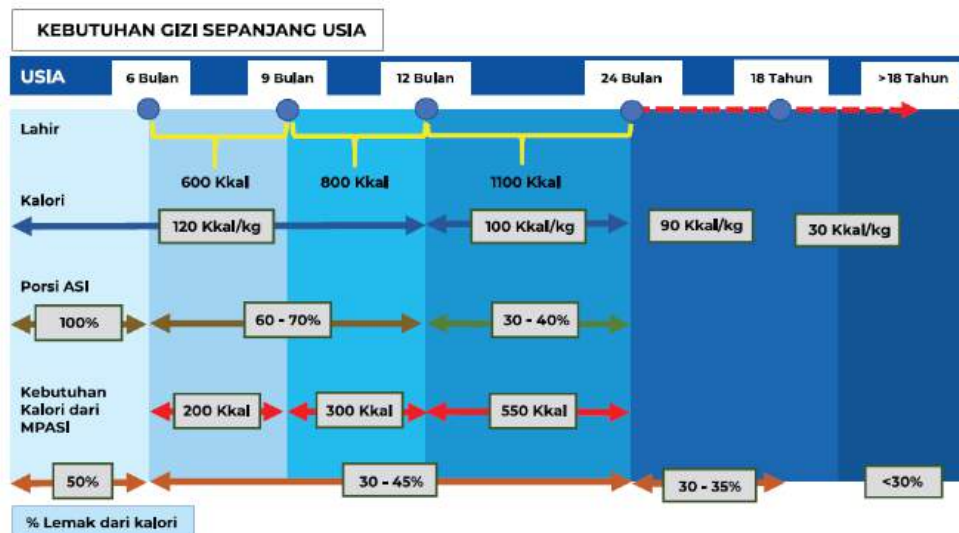 KEBUTUHAN GIZI SEPANJANG USIA
USIA 6 Bulan 9 Bulan 12 Bulan 24 Bulan 18 Tahun >18 Tahun
Lahir
600 Kkal 800 Kkal 1100 Kkal
Kalori
120 Kkal/kg 100 Kkal/kg 90 Kkal/kg 30 Kkal/kg
Porsi ASI
100% 60 - 70% 30 - 40%
Kebutuhan
Kalori dari
MPASI
200 Kkal 300 Kkal 550 Kkal
50% 30 - 45% 30 - 35% <30%
% Lemak dari kalori